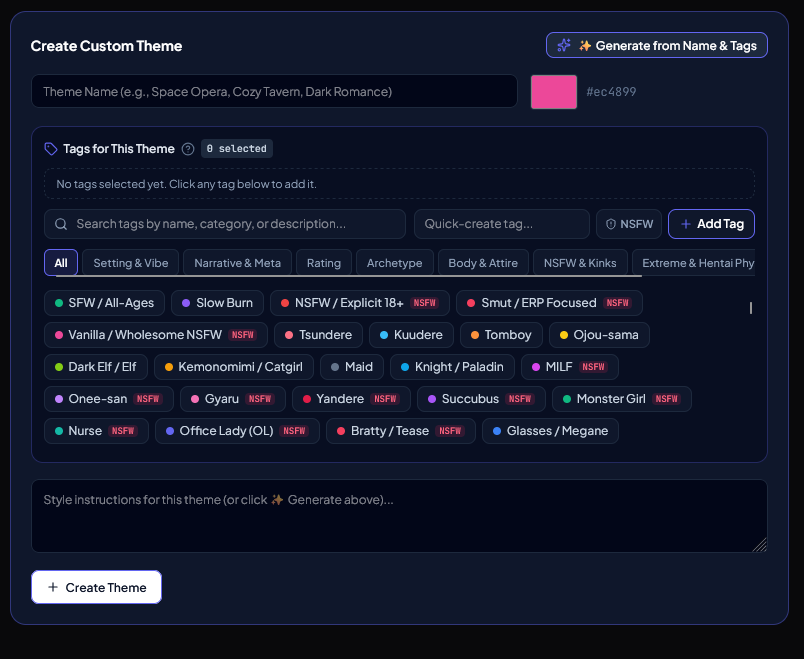 Create Custom Theme
✨ Generate from Name & Tags
Theme Name (e.g., Space Opera, Cozy Tavern, Dark Romance)
#ec4899
Tags for This Theme ? 0 selected
No tags selected yet. Click any tag below to add it.
Search tags by name, category, or description...
Quick-create tag...
NSFW
+ Add Tag
All Setting & Vibe Narrative & Meta Rating Archetype Body & Attire NSFW & Kinks Extreme & Hentai Phy
SFW / All-Ages Slow Burn NSFW / Explicit 18+ NSFW Smut / ERP Focused NSFW
Vanilla / Wholesome NSFW NSFW Tsundere Kuudere Tomboy Ojou-sama
Dark Elf / Elf Kemonomimi / Catgirl Maid Knight / Paladin MILF NSFW
Onee-san NSFW Gyaru NSFW Yandere NSFW Succubus NSFW Monster Girl NSFW
Nurse NSFW Office Lady (OL) NSFW Bratty / Tease NSFW Glasses / Megane
Style instructions for this theme (or click ✨ Generate above)...
+ Create Theme